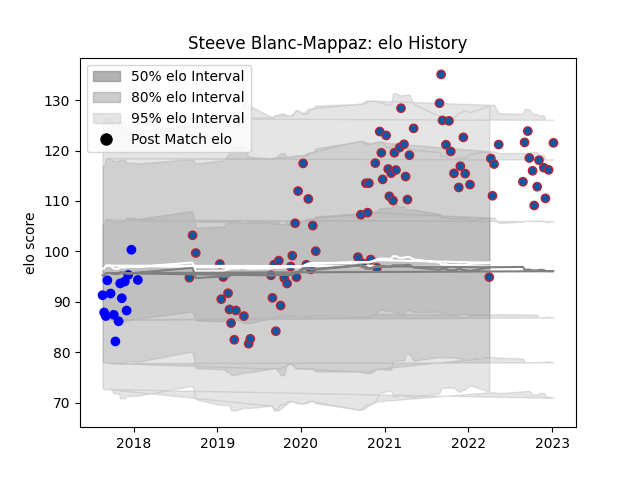 Steeve Blanc-Mappaz: elo History
50% elo Interval
80% elo Interval
95% elo Interval
Post Match elo
elo score
130
120
110
100
90
80
70
2018
2019
2020
2021
2022
2023